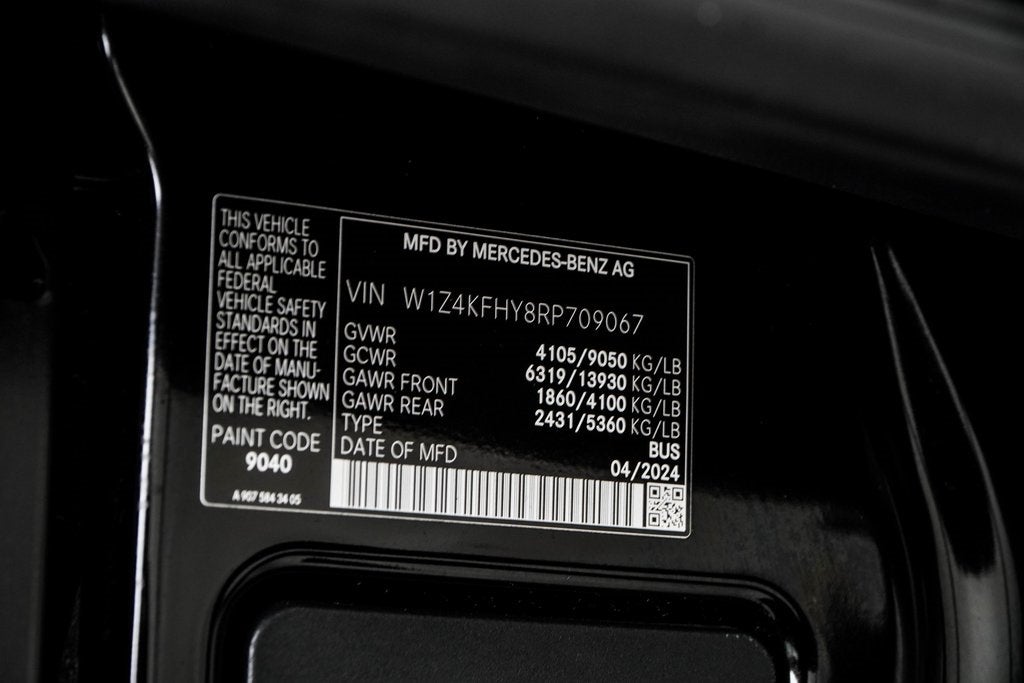 THIS VEHICLE
CONFORMS TO
ALL APPLICABLE
FEDERAL
VEHICLE SAFETY
STANDARDS IN
EFFECT ON THE
DATE OF MANU-
FACTURE SHOWN
ON THE RIGHT.
PAINT CODE
9040
A 907 584 34 05
MFD BY MERCEDES-BENZ AG
VIN W1Z4KFHY8RP709067
GVWR 4105/9050 KG/LB
GCWR 6319/13930 KG/LB
GAWR FRONT 1860/4100 KG/LB
GAWR REAR 2431/5360 KG/LB
TYPE BUS
DATE OF MFD 04/2024